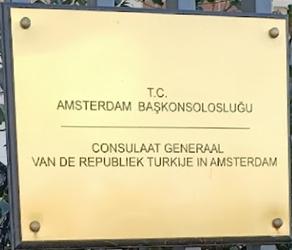 T.C.
AMSTERDAM BAŞKONSOLOSLUĞU
CONSULAAT GENERAAL
VAN DE REPUBLIEK TURKIJE IN AMSTERDAM